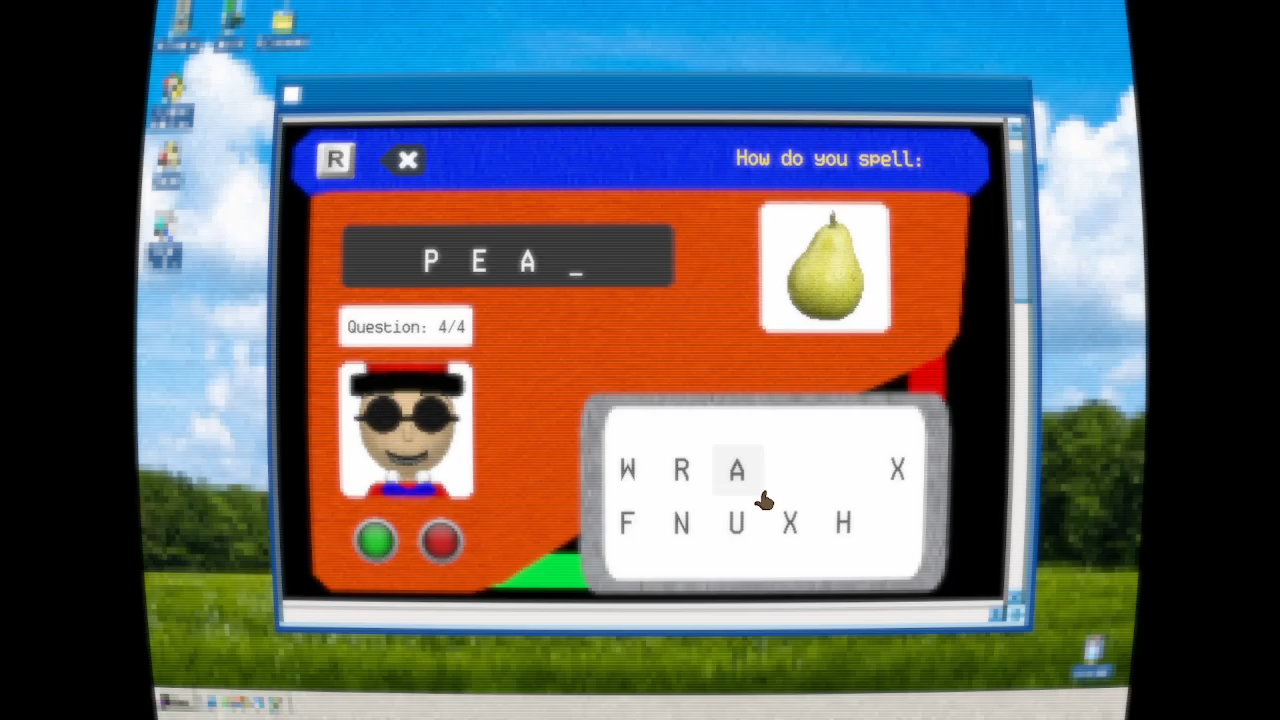 R
How do you spell:
P E A _
Question: 4/4
W R A X
F N U X H